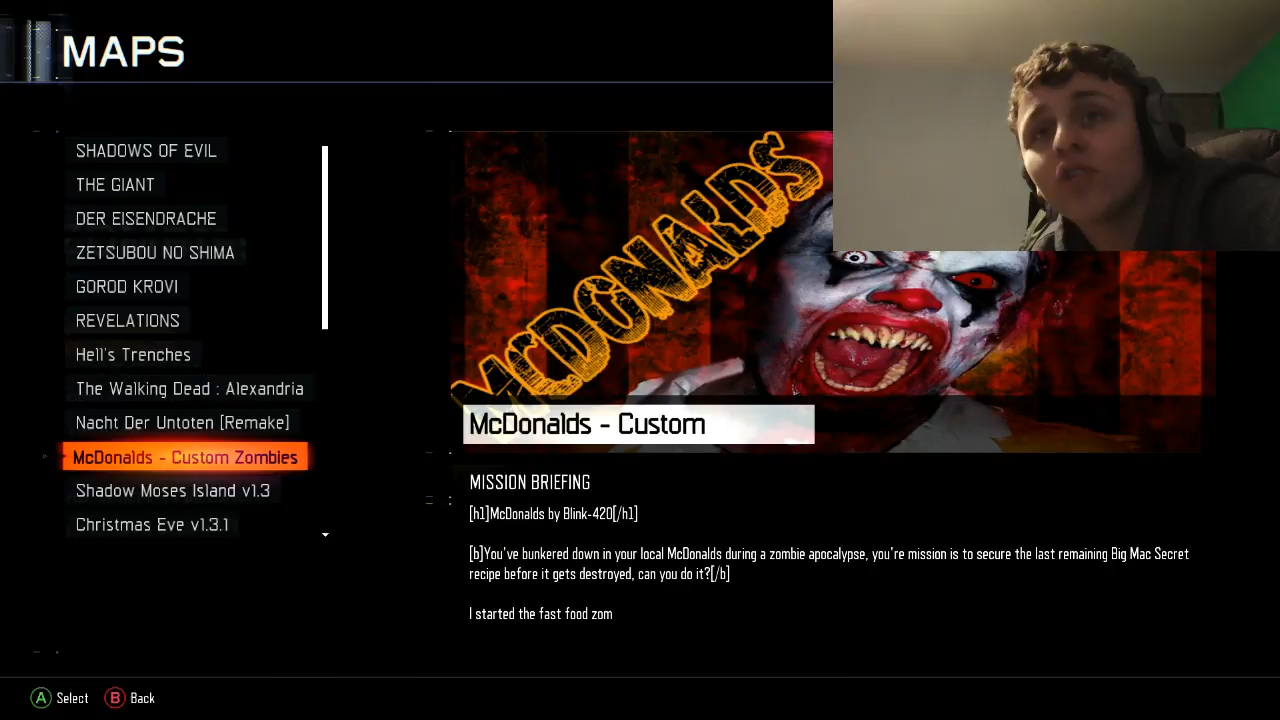 MAPS
SHADOWS OF EVIL
THE GIANT
DER EISENDRACHE
ZETSUBOU NO SHIMA
GOROD KROVI
REVELATIONS
Hell's Trenches
The Walking Dead : Alexandria
Nacht Der Untoten [Remake]
McDonalds - Custom Zombies
Shadow Moses Island v1.3
Christmas Eve v1.3.1
McDONALDS
McDonalds - Custom
MISSION BRIEFING
[h1]McDonalds by Blink-420[/h1]
[b]You've bunkered down in your local McDonalds during a zombie apocalypse, you're mission is to secure the last remaining Big Mac Secret
recipe before it gets destroyed, can you do it?[/b]
I started the fast food zom
A Select B Back